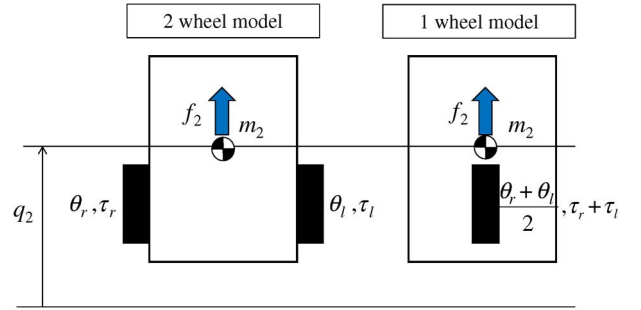 2 wheel model
1 wheel model
f₂
m₂
f₂
m₂
q₂
θᵣ ,τᵣ
θₗ ,τₗ
θᵣ + θₗ
2
,τᵣ + τₗ